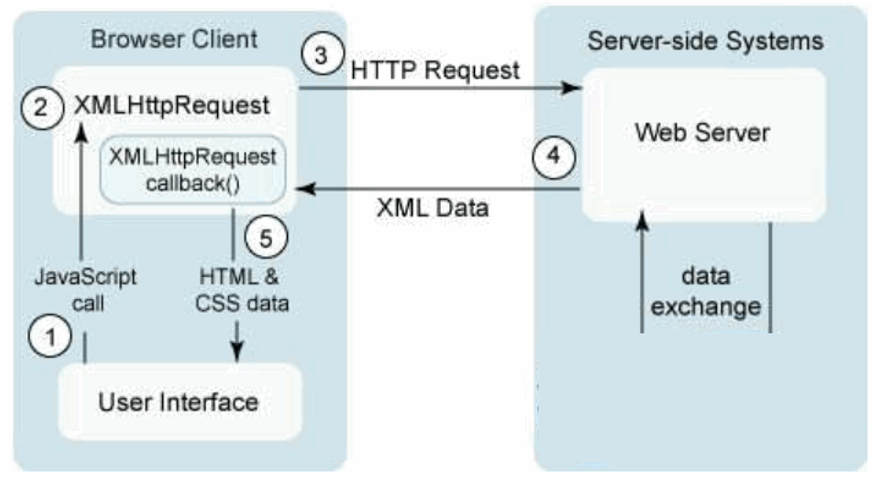 Browser Client
Server-side Systems
3
HTTP Request
2
XMLHttpRequest
Web Server
XMLHttpRequest
callback()
4
XML Data
5
JavaScript
call
HTML &
CSS data
data
exchange
1
User Interface